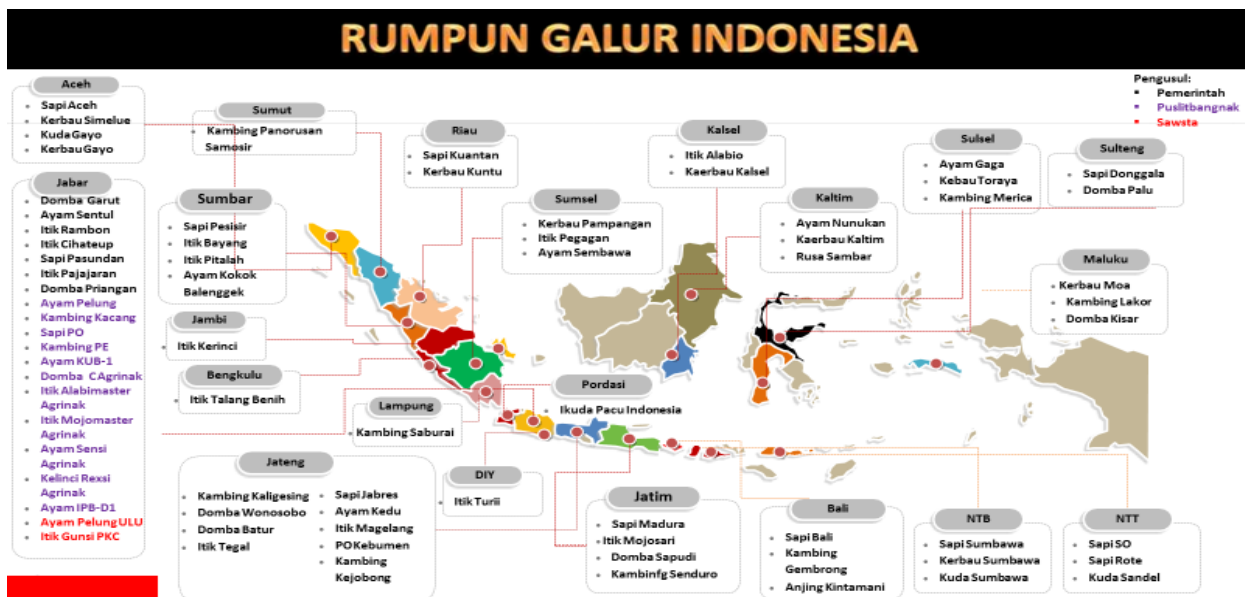 RUMPUN GALUR INDONESIA
Pengusul:
Pemerintah
Puslitbangnak
Sawsta
Aceh
Sapi Aceh
Kerbau Simelue
Kuda Gayo
Kerbau Gayo
Sumut
Kambing Panorusan
Samosir
Riau
Sapi Kuantan
Kerbau Kuntu
Kalsel
Itik Alabio
Kaerbau Kalsel
Sulsel
Ayam Gaga
Kebau Toraya
Kambing Merica
Sulteng
Sapi Donggala
Domba Palu
Jabar
Domba Garut
Ayam Sentul
Itik Rambon
Itik Cihateup
Sapi Pasundan
Itik Pajajaran
Domba Priangan
Ayam Pelung
Kambing Kacang
Sapi PO
Kambing PE
Ayam KUB-1
Domba CAgrinak
Itik Alabimaster
Agrinak
Itik Mojomaster
Agrinak
Ayam Sensi
Agrinak
Kelinci Rexsi
Agrinak
Ayam IPB-D1
Ayam Pelung ULU
Itik Gunsi PKC
Sumbar
Sapi Pesisir
Itik Bayang
Itik Pitalah
Ayam Kokok
Balenggek
Sumsel
Kerbau Pampangan
Itik Pegagan
Ayam Sembawa
Kaltim
Ayam Nunukan
Kaerbau Kaltim
Rusa Sambar
Maluku
Kerbau Moa
Kambing Lakor
Domba Kisar
Jambi
Itik Kerinci
Bengkulu
Itik Talang Benih
Lampung
Kambing Saburai
Pordasi
Ikuda Pacu Indonesia
Jateng
Kambing Kaligesing
Domba Wonosobo
Domba Batur
Itik Tegal
Sapi Jabres
Ayam Kedu
Itik Magelang
POKebumen
Kambing
Kejobong
DIY
Itik Turii
Jatim
Sapi Madura
Itik Mojosari
Domba Sapudi
Kambinfg Senduro
Bali
Sapi Bali
Kambing
Gembrong
Anjing Kintamani
NTB
Sapi Sumbawa
Kerbau Sumbawa
Kuda Sumbawa
NTT
Sapi SO
Sapi Rote
Kuda Sandel